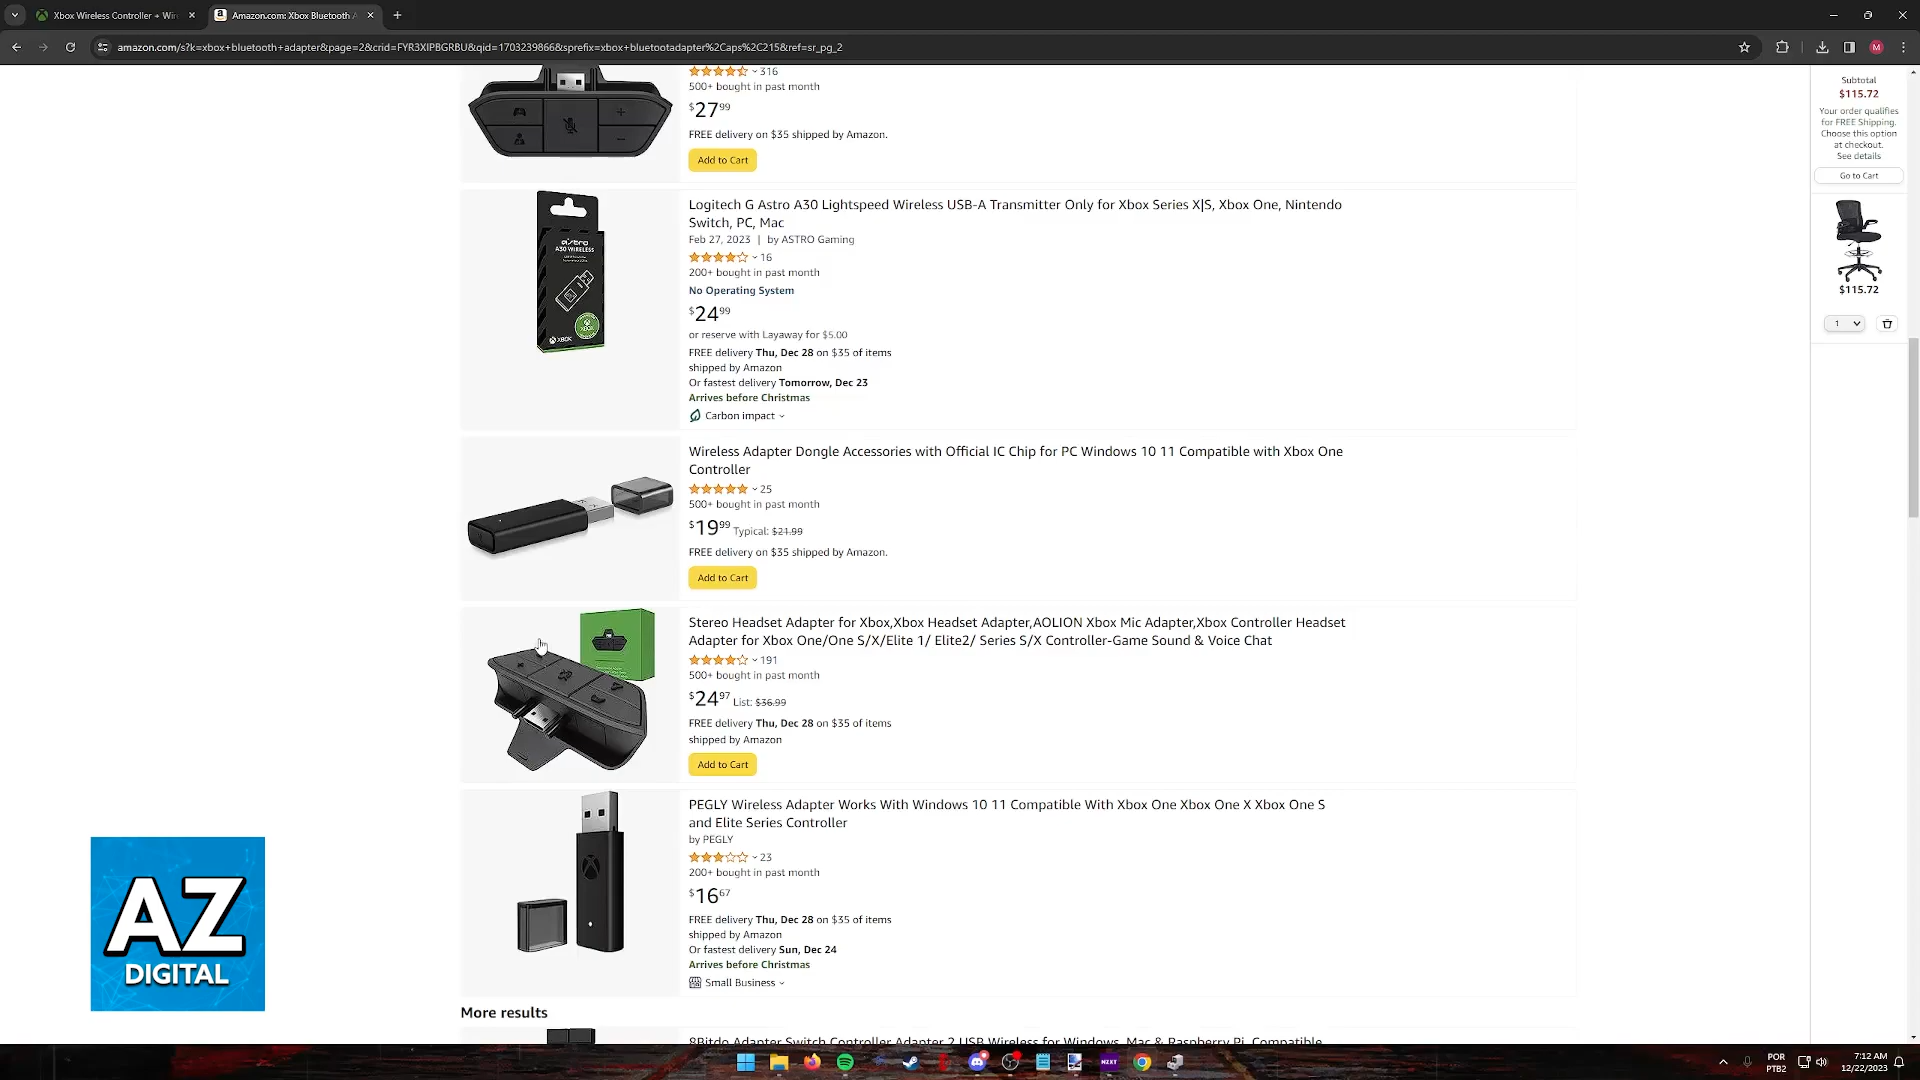 Xbox Wireless Controller + Wir
Amazon.com: Xbox Bluetooth A
amazon.com/s?k=xbox+bluetooth+adapter&page=2&crid=FYR3XIPBGRBU&qid=1703239866&sprefix=xbox+bluetootadapter%2Caps%2C215&ref=sr_pg_2
M
316
500+ bought in past month
$27.99
FREE delivery on $35 shipped by Amazon.
Add to Cart
Subtotal
$115.72
Your order qualifies
for FREE Shipping.
Choose this option
at checkout.
See details
Go to Cart
$115.72
1
astro
A30 WIRELESS
XBOX
Logitech G Astro A30 Lightspeed Wireless USB-A Transmitter Only for Xbox Series X|S, Xbox One, Nintendo
Switch, PC, Mac
Feb 27, 2023 | by ASTRO Gaming
16
200+ bought in past month
No Operating System
$24.99
or reserve with Layaway for $5.00
FREE delivery Thu, Dec 28 on $35 of items
shipped by Amazon
Or fastest delivery Tomorrow, Dec 23
Arrives before Christmas
Carbon impact
Wireless Adapter Dongle Accessories with Official IC Chip for PC Windows 10 11 Compatible with Xbox One
Controller
25
500+ bought in past month
$19.99 Typical: $21.99
FREE delivery on $35 shipped by Amazon.
Add to Cart
Stereo Headset Adapter for Xbox,Xbox Headset Adapter,AOLION Xbox Mic Adapter,Xbox Controller Headset
Adapter for Xbox One/One S/X/Elite 1/ Elite2/ Series S/X Controller-Game Sound & Voice Chat
191
500+ bought in past month
$24.97 List: $36.99
FREE delivery Thu, Dec 28 on $35 of items
shipped by Amazon
Add to Cart
PEGLY Wireless Adapter Works With Windows 10 11 Compatible With Xbox One Xbox One X Xbox One S
and Elite Series Controller
by PEGLY
23
200+ bought in past month
$16.67
FREE delivery Thu, Dec 28 on $35 of items
shipped by Amazon
Or fastest delivery Sun, Dec 24
Arrives before Christmas
Small Business
AZ
DIGITAL
More results
8Bitdo Adapter Switch Controller Adapter 2 USB Wireless for Windows, Mac & Raspberry Pi, Compatible
NZXT
POR
PTB2
7:12 AM
12/22/2023